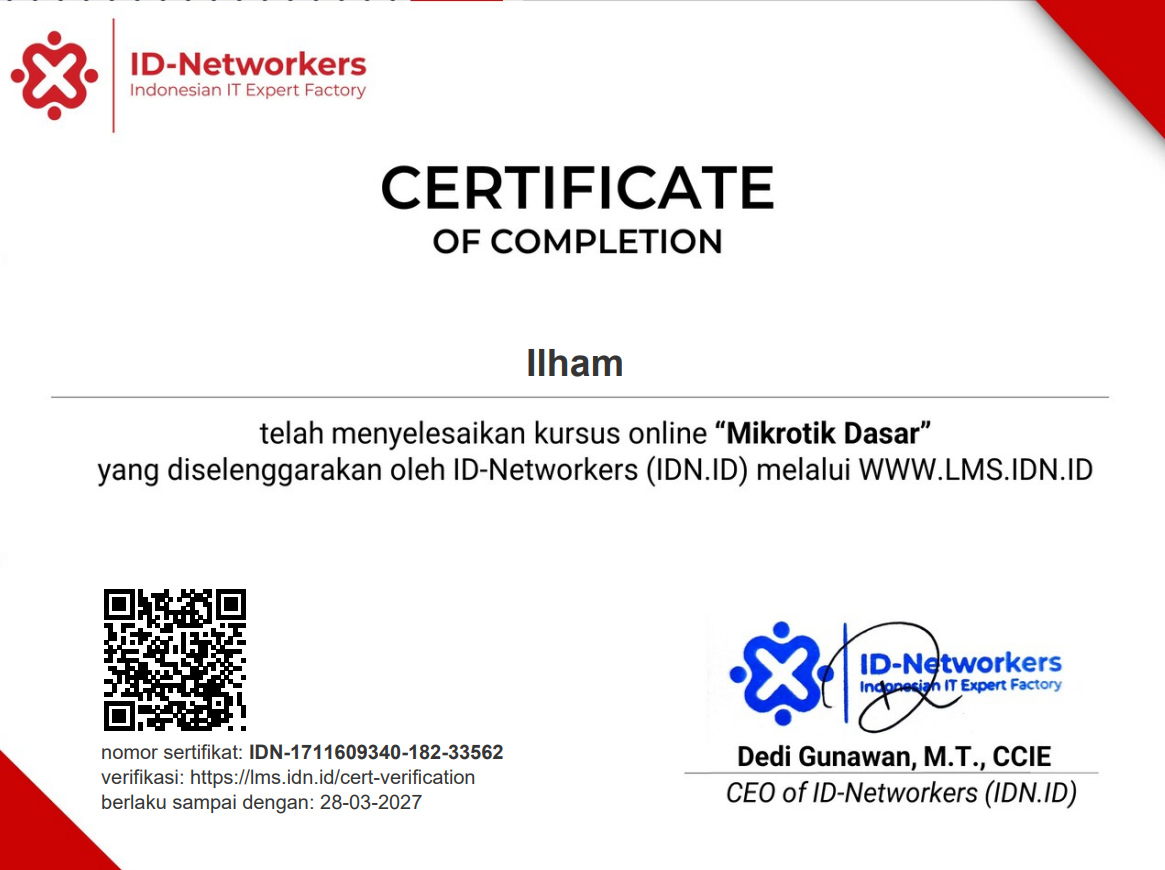 ID-Networkers
Indonesian IT Expert Factory
CERTIFICATE
OF COMPLETION
Ilham
telah menyelesaikan kursus online “Mikrotik Dasar”
yang diselenggarakan oleh ID-Networkers (IDN.ID) melalui WWW.LMS.IDN.ID
nomor sertifikat: IDN-1711609340-182-33562
verifikasi: https://lms.idn.id/cert-verification
berlaku sampai dengan: 28-03-2027
ID-Networkers
Indonesian IT Expert Factory
Dedi Gunawan, M.T., CCIE
CEO of ID-Networkers (IDN.ID)